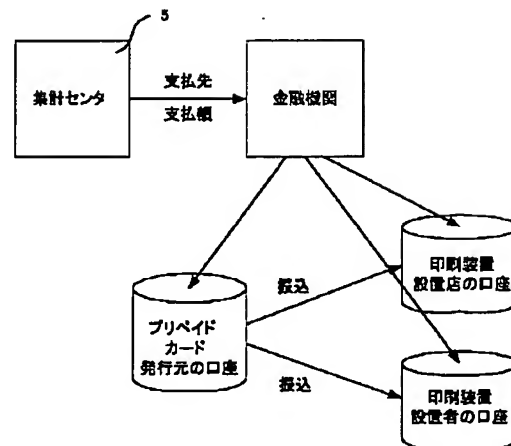 5
集計センタ
支払先
支払額
金融機関
振込
印刷装置
設置店の口座
プリペイド
カード
発行元の口座
振込
印刷装置
設置者の口座